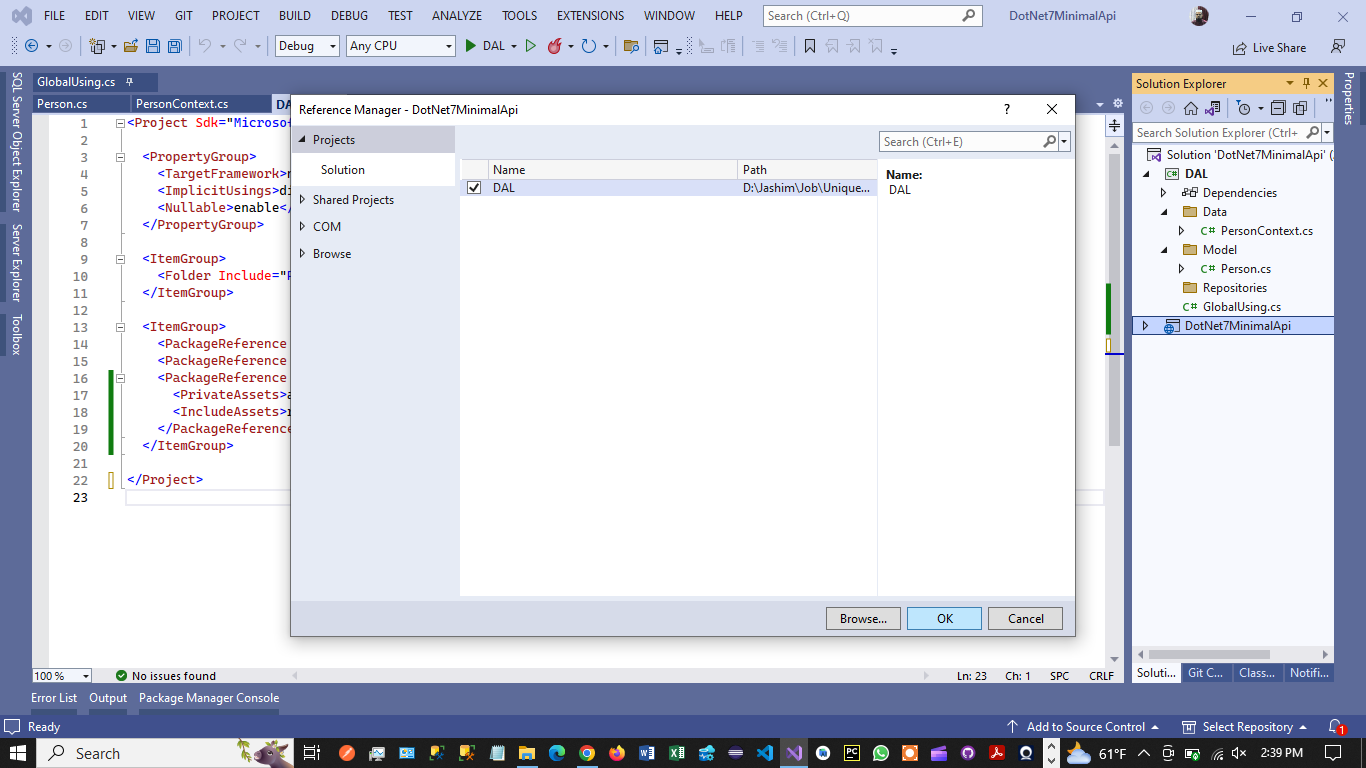 FILE EDIT VIEW GIT PROJECT BUILD DEBUG TEST ANALYZE TOOLS EXTENSIONS WINDOW HELP Search (Ctrl+Q) DotNet7MinimalApi
Debug Any CPU DAL Live Share
GlobalUsing.cs
Person.cs PersonContext.cs DA
SQL Server Object Explorer
Server Explorer
Toolbox
1 <Project Sdk="Microsof
2
3 <PropertyGroup>
4 <TargetFramework>n
5 <ImplicitUsings>di
6 <Nullable>enable</
7 </PropertyGroup>
8
9 <ItemGroup>
10 <Folder Include="R
11 </ItemGroup>
12
13 <ItemGroup>
14 <PackageReference
15 <PackageReference
16 <PackageReference
17 <PrivateAssets>a
18 <IncludeAssets>r
19 </PackageReference
20 </ItemGroup>
21
22 </Project>
23
Reference Manager - DotNet7MinimalApi ?
Projects
Solution
Shared Projects
COM
Browse
Search (Ctrl+E)
Name Path
DAL D:\Jashim\Job\Unique...
Name:
DAL
Browse... OK Cancel
Solution Explorer
Search Solution Explorer (Ctrl+
Solution 'DotNet7MinimalApi' (
DAL
Dependencies
Data
C# PersonContext.cs
Model
C# Person.cs
Repositories
C# GlobalUsing.cs
DotNet7MinimalApi
Soluti... Git C... Class... Notifi...
Properties
100 % No issues found Ln: 23 Ch: 1 SPC CRLF
Error List Output Package Manager Console
Ready Add to Source Control Select Repository 1
Search 61°F 2:39 PM